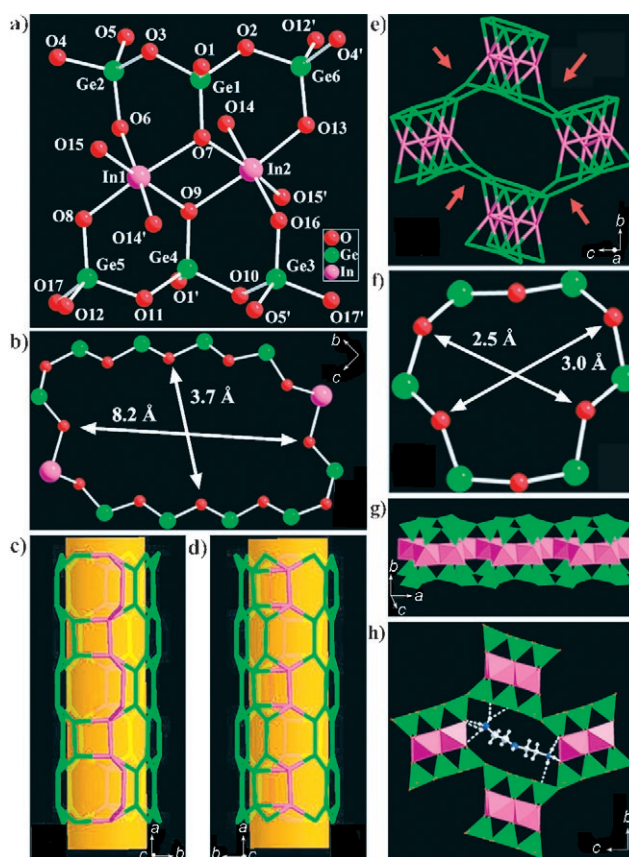 a)
O5
O3
O1
O2
O12'
O4
O4'
Ge2
Ge1
Ge6
O6
O14
O13
O15
O7
In1
In2
O9
O15'
O8
O14'
O16
O
Ge
In
Ge5
Ge4
Ge3
O17
O12
O11
O1'
O10
O5'
O17'
b)
b
c
3.7 Å
8.2 Å
c)
d)
a
c
b
a
b
c
e)
b
c
a
f)
2.5 Å
3.0 Å
g)
b
a
c
h)
b
c